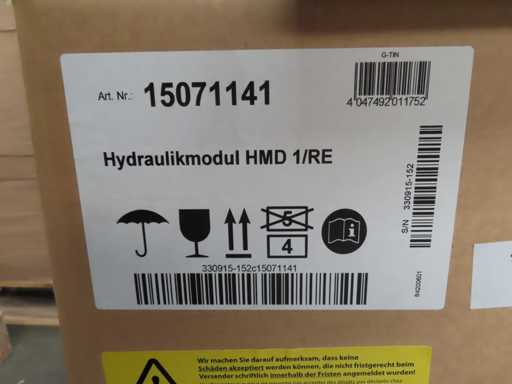 G-TIN
Art. Nr.: 15071141
4 047492 011752
Hydraulikmodul HMD 1/RE
S/N 330915-152
5
4
330915-152c15071141
84200601
Wir machen Sie darauf aufmerksam, dass keine
Schäden akzeptiert werden können, die nicht fristgerecht beim
Versender schriftlich innerhalb der Fristen angemeldet wurden!